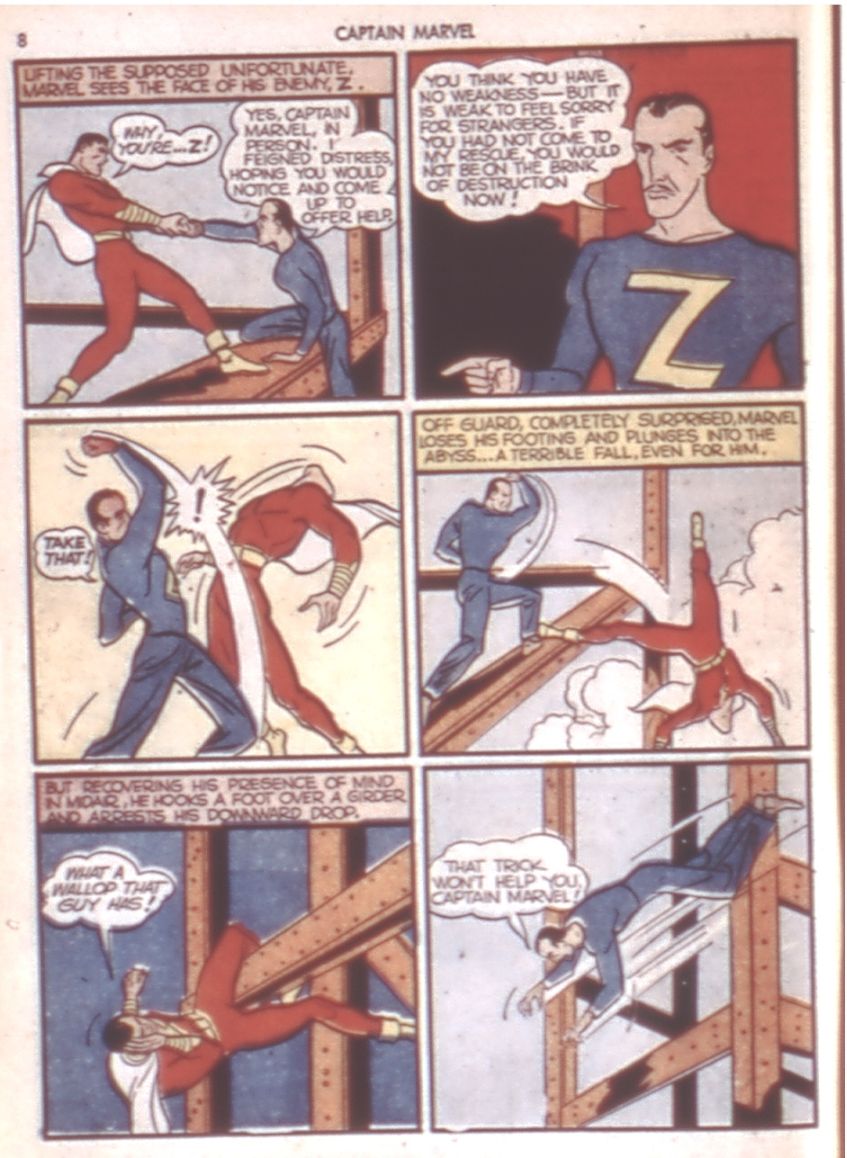 8
CAPTAIN MARVEL
LIFTING THE SUPPOSED UNFORTUNATE,
MARVEL SEES THE FACE OF HIS ENEMY, Z.
WHY,
YOU'RE...Z!
YES, CAPTAIN
MARVEL, IN
PERSON. I
FEIGNED DISTRESS,
HOPING YOU WOULD
NOTICE AND COME
UP TO
OFFER HELP.
YOU THINK YOU HAVE
NO WEAKNESS — BUT IT
IS WEAK TO FEEL SORRY
FOR STRANGERS. IF
YOU HAD NOT COME TO
MY RESCUE, YOU WOULD
NOT BE ON THE BRINK
OF DESTRUCTION
NOW!
Z
TAKE
THAT!
!
OFF GUARD, COMPLETELY SURPRISED, MARVEL
LOSES HIS FOOTING AND PLUNGES INTO THE
ABYSS...A TERRIBLE FALL, EVEN FOR HIM.
BUT RECOVERING HIS PRESENCE OF MIND
IN MIDAIR, HE HOOKS A FOOT OVER A GIRDER
AND ARRESTS HIS DOWNWARD DROP.
WHAT A
WALLOP THAT
GUY HAS!
THAT TRICK
WON'T HELP YOU,
CAPTAIN MARVEL!